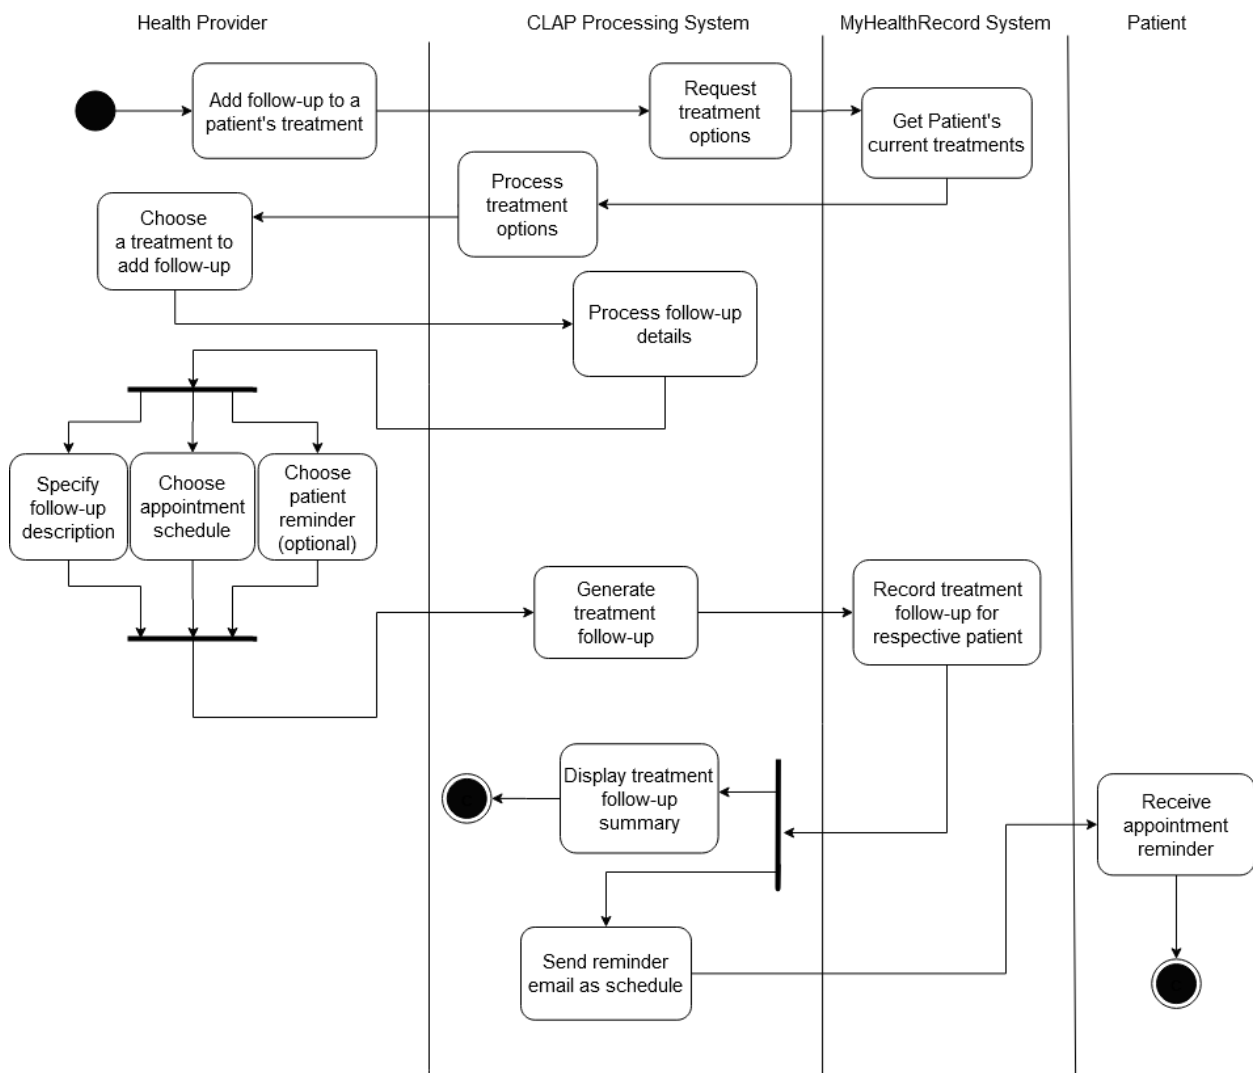 Health Provider
CLAP Processing System
MyHealthRecord System
Patient
Add follow-up to a
patient's treatment
Request
treatment
options
Get Patient's
current treatments
Process
treatment
options
Choose
a treatment to
add follow-up
Process follow-up
details
Specify
follow-up
description
Choose
appointment
schedule
Choose
patient
reminder
(optional)
Generate
treatment
follow-up
Record treatment
follow-up for
respective patient
Display treatment
follow-up
summary
Receive
appointment
reminder
Send reminder
email as schedule